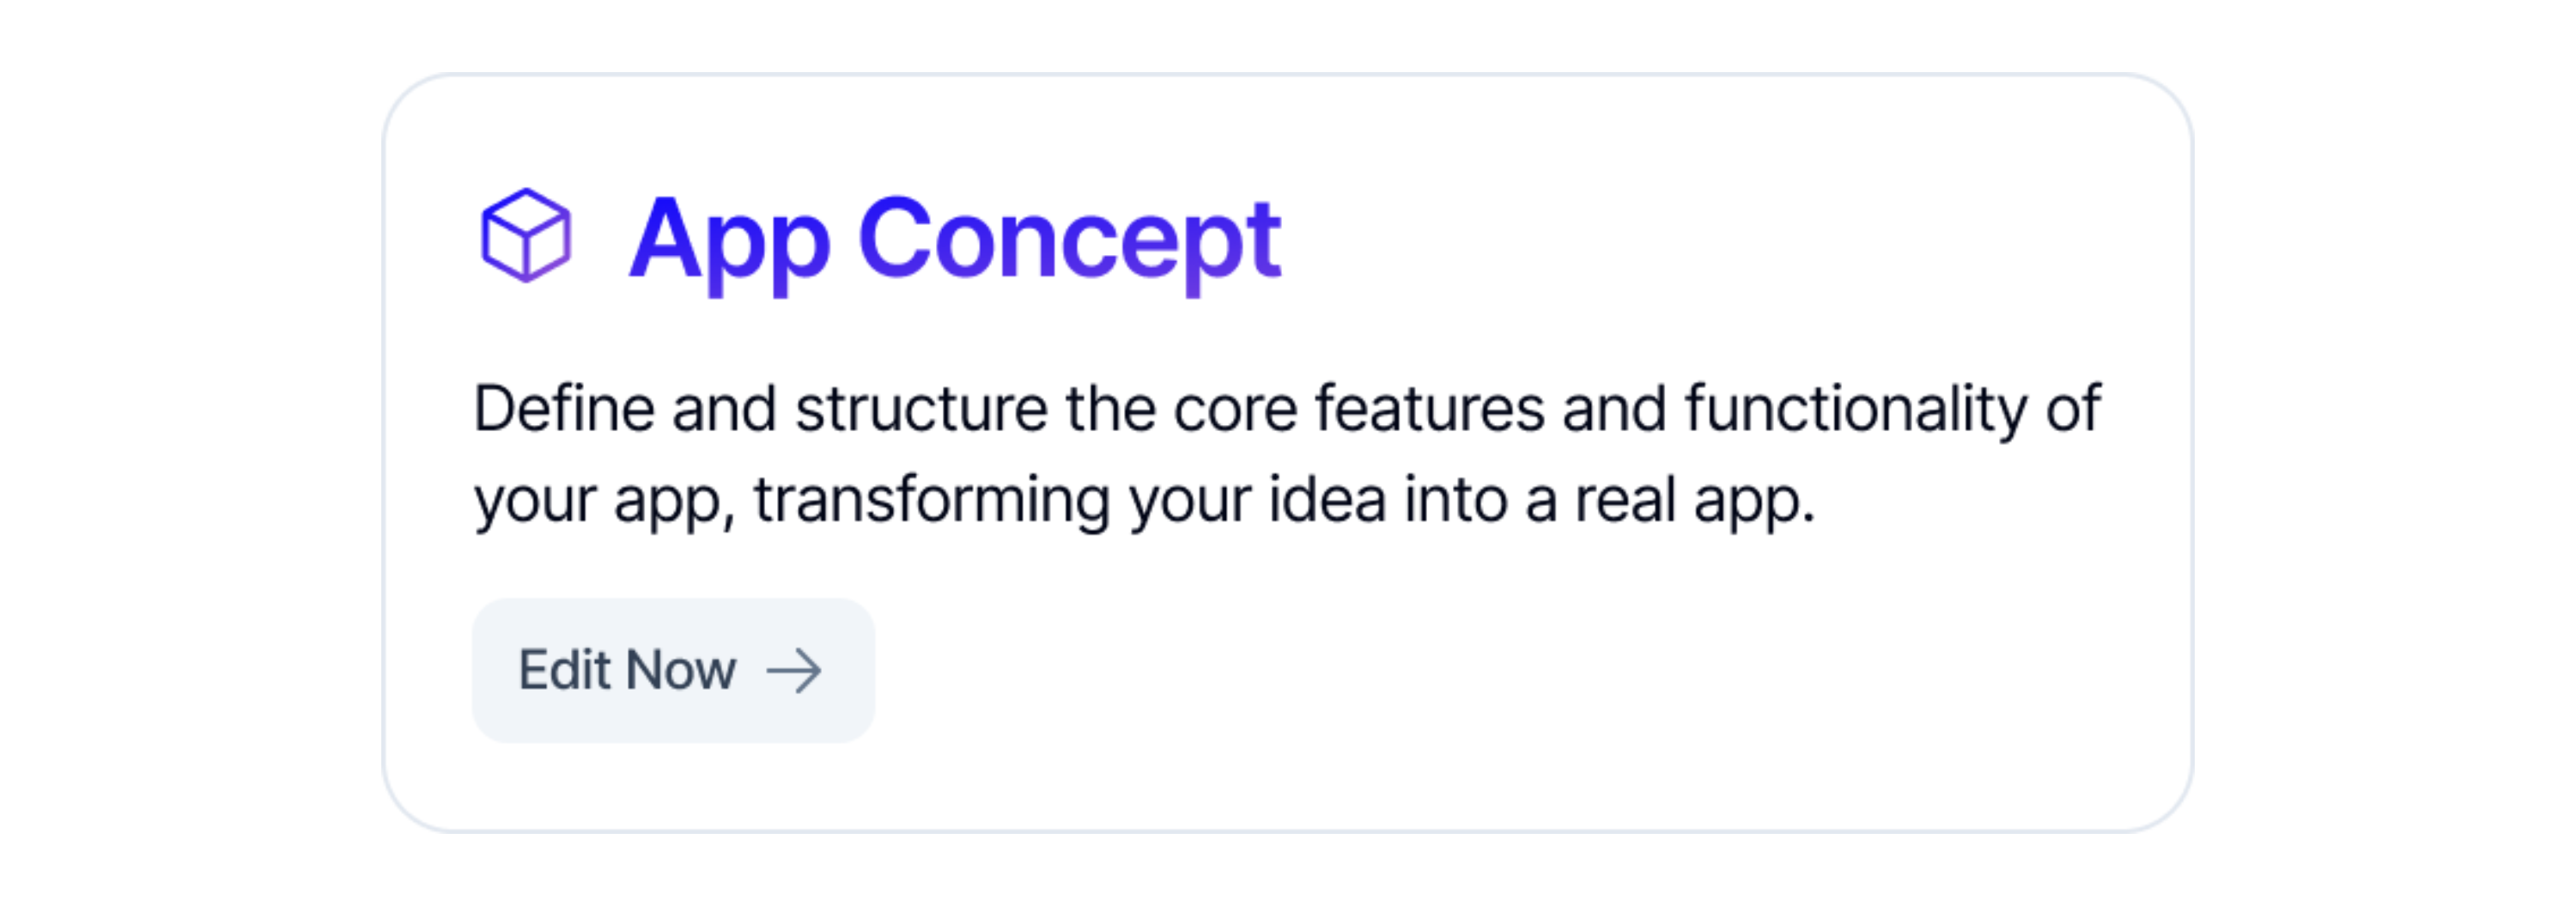 App Concept
Define and structure the core features and functionality of
your app, transforming your idea into a real app.
Edit Now